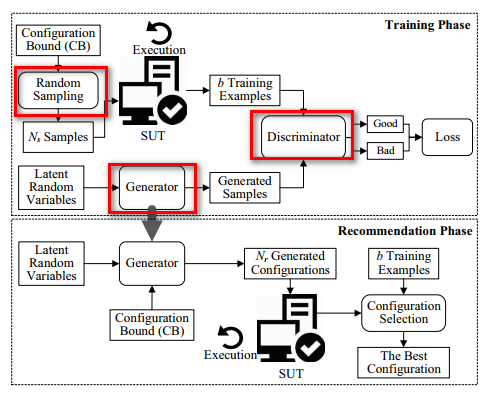 Training Phase
Configuration
Bound (CB)
Execution
Random
Sampling
b Training
Examples
Ns Samples
SUT
Discriminator
Good
Bad
Loss
Latent
Random
Variables
Generator
Generated
Samples
Recommendation Phase
Latent
Random
Variables
Generator
Nr Generated
Configurations
b Training
Examples
Configuration
Bound (CB)
Execution
SUT
Configuration
Selection
The Best
Configuration